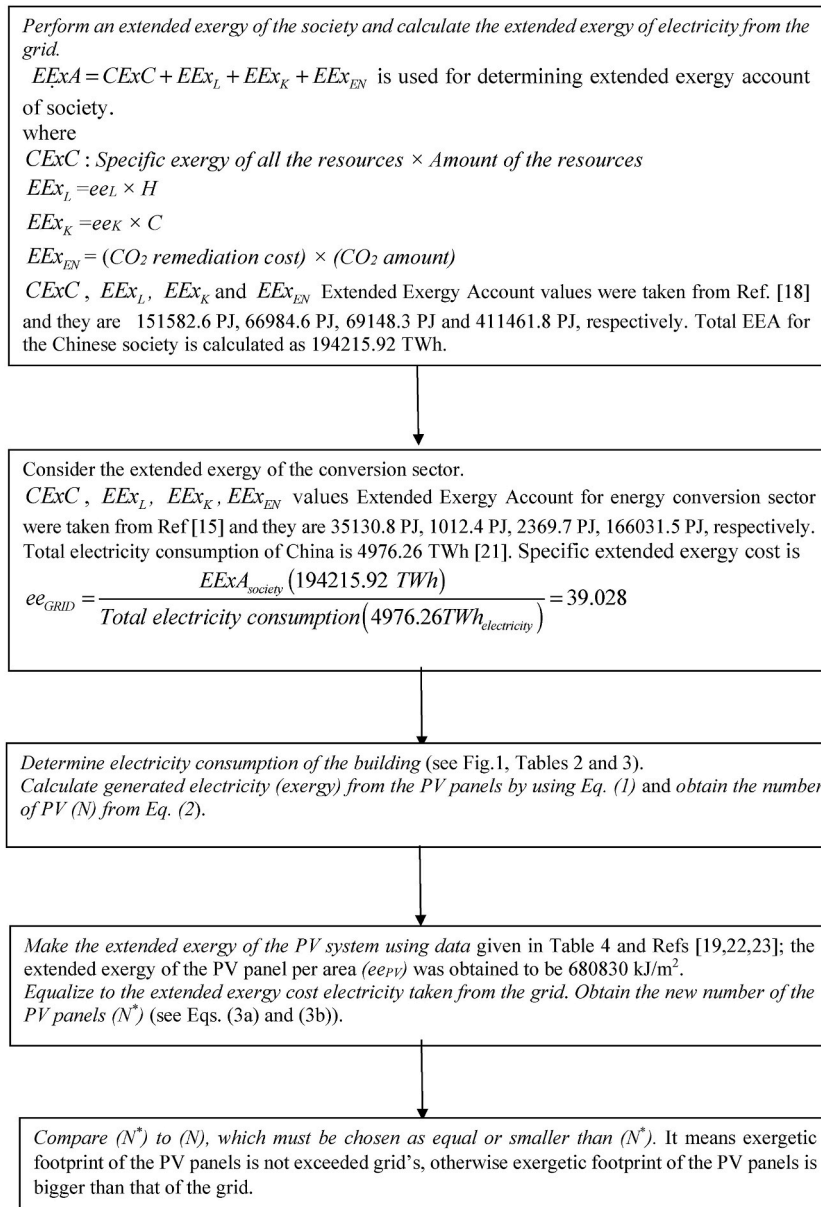 Perform an extended exergy of the society and calculate the extended exergy of electricity from the
grid.
EExA = CExC + EEx_L + EEx_K + EEx_EN is used for determining extended exergy account
of society.
where
CExC : Specific exergy of all the resources × Amount of the resources
EEx_L =ee_L × H
EEx_K =ee_K × C
EEx_EN = (CO₂ remediation cost) × (CO₂ amount)
CExC , EEx_L, EEx_K and EEx_EN Extended Exergy Account values were taken from Ref. [18]
and they are 151582.6 PJ, 66984.6 PJ, 69148.3 PJ and 411461.8 PJ, respectively. Total EEA for
the Chinese society is calculated as 194215.92 TWh.
Consider the extended exergy of the conversion sector.
CExC , EEx_L, EEx_K , EEx_EN values Extended Exergy Account for energy conversion sector
were taken from Ref [15] and they are 35130.8 PJ, 1012.4 PJ, 2369.7 PJ, 166031.5 PJ, respectively.
Total electricity consumption of China is 4976.26 TWh [21]. Specific extended exergy cost is
ee_GRID = EExA_society (194215.92 TWh) / Total electricity consumption(4976.26TWh_electricity) = 39.028
Determine electricity consumption of the building (see Fig.1, Tables 2 and 3).
Calculate generated electricity (exergy) from the PV panels by using Eq. (1) and obtain the number
of PV (N) from Eq. (2).
Make the extended exergy of the PV system using data given in Table 4 and Refs [19,22,23]; the
extended exergy of the PV panel per area (ee_PV) was obtained to be 680830 kJ/m².
Equalize to the extended exergy cost electricity taken from the grid. Obtain the new number of the
PV panels (N*) (see Eqs. (3a) and (3b)).
Compare (N*) to (N), which must be chosen as equal or smaller than (N*). It means exergetic
footprint of the PV panels is not exceeded grid's, otherwise exergetic footprint of the PV panels is
bigger than that of the grid.